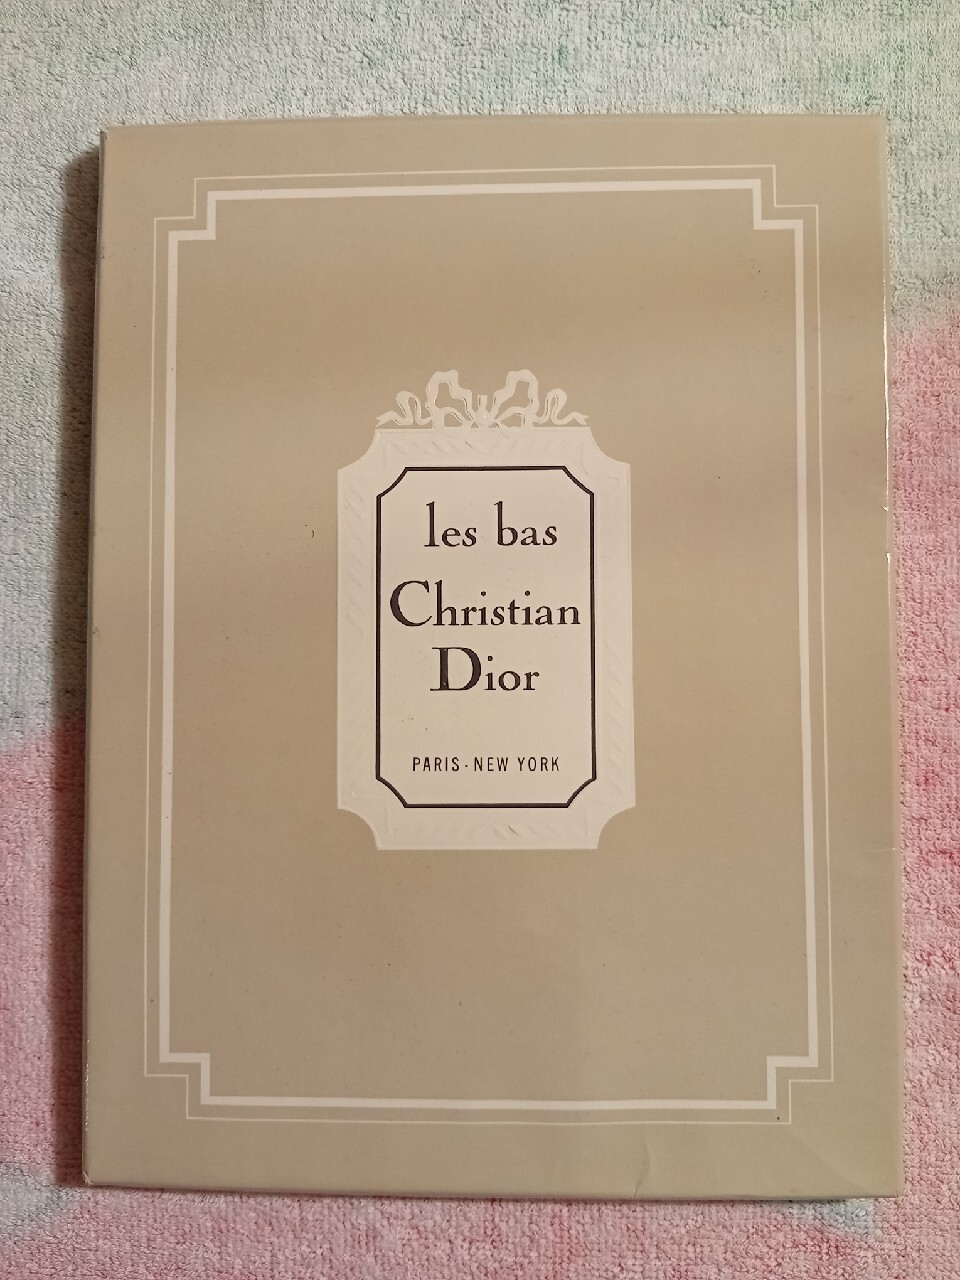 les bas
Christian
Dior
PARIS - NEW YORK